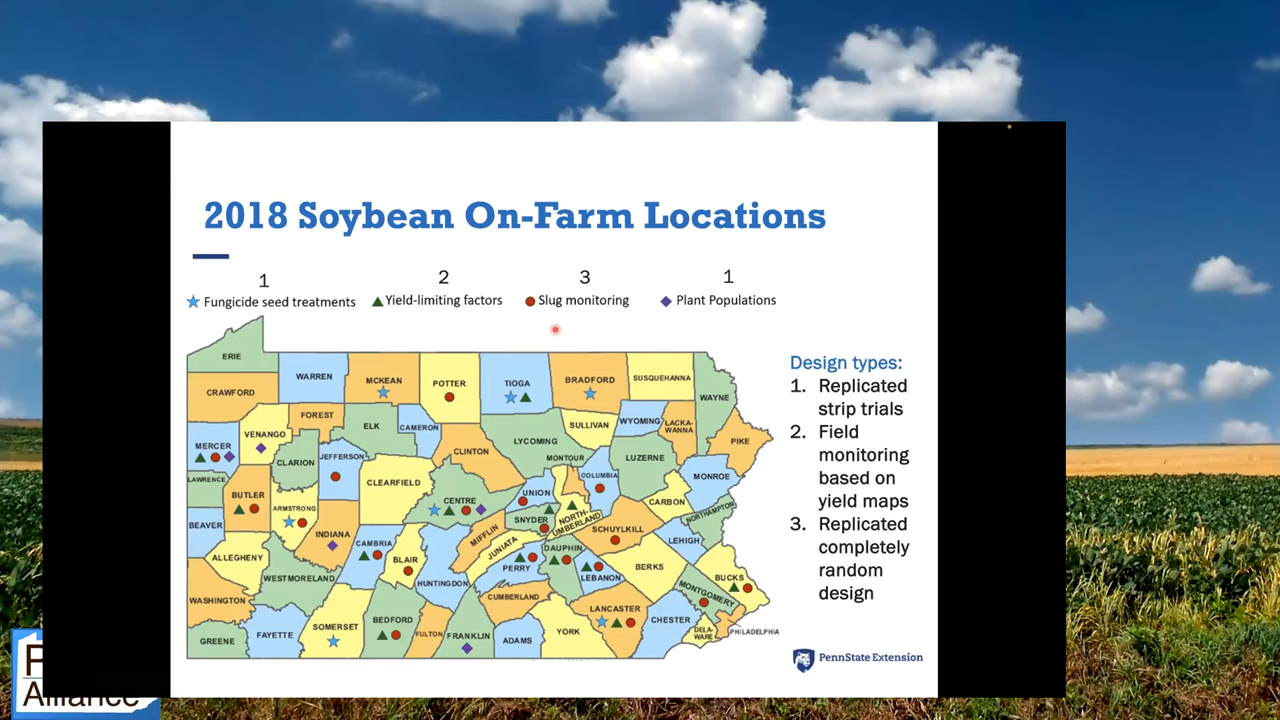 2018 Soybean On-Farm Locations
1 2 3 1
Fungicide seed treatments Yield-limiting factors Slug monitoring Plant Populations
ERIE
WARREN
MCKEAN
POTTER
TIOGA
BRADFORD
SUSQUEHANNA
WAYNE
CRAWFORD
FOREST
ELK
CAMERON
SULLIVAN
WYOMING
LACKA-
WANNA
PIKE
MERCER
VENANGO
CLARION
JEFFERSON
CLINTON
LYCOMING
MONTOUR
LUZERNE
COLUMBIA
MONROE
LAWRENCE
BUTLER
ARMSTRONG
CLEARFIELD
CENTRE
UNION
SNYDER
NORTH-
UMBERLAND
CARBON
NORTHAMPTON
BEAVER
INDIANA
CAMBRIA
BLAIR
MIFFLIN
JUNIATA
SCHUYLKILL
LEHIGH
ALLEGHENY
WESTMORELAND
HUNTINGDON
PERRY
DAUPHIN
LEBANON
BERKS
BUCKS
MONTGOMERY
WASHINGTON
CUMBERLAND
LANCASTER
CHESTER
GREENE
FAYETTE
SOMERSET
BEDFORD
FULTON
FRANKLIN
ADAMS
YORK
DELA-
WARE
PHILADELPHIA
Design types:
1. Replicated
strip trials
2. Field
monitoring
based on
yield maps
3. Replicated
completely
random
design
PennState Extension
Alliance